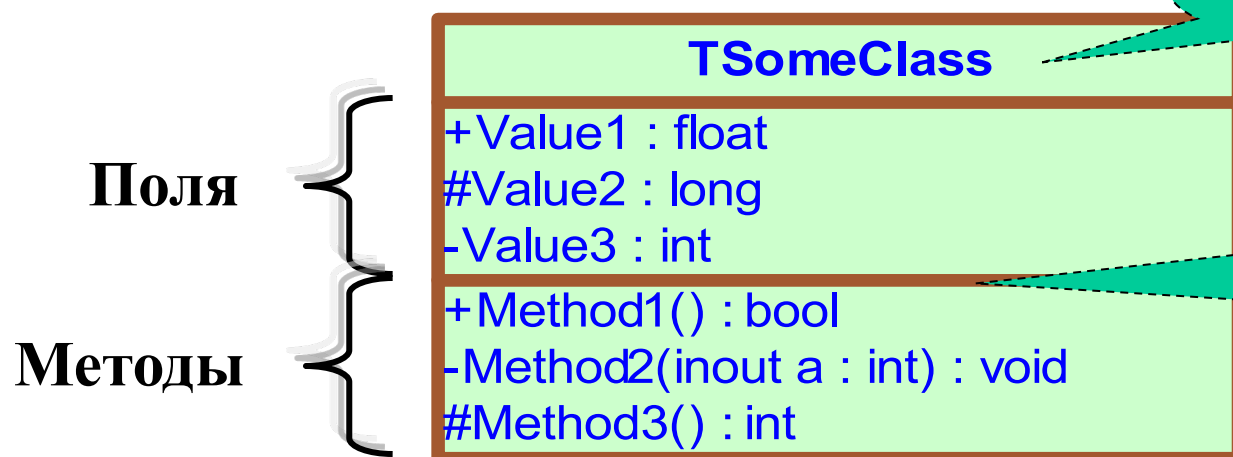 TSomeClass
Поля
+Value1 : float
#Value2 : long
-Value3 : int
Методы
+Method1() : bool
-Method2(inout a : int) : void
#Method3() : int